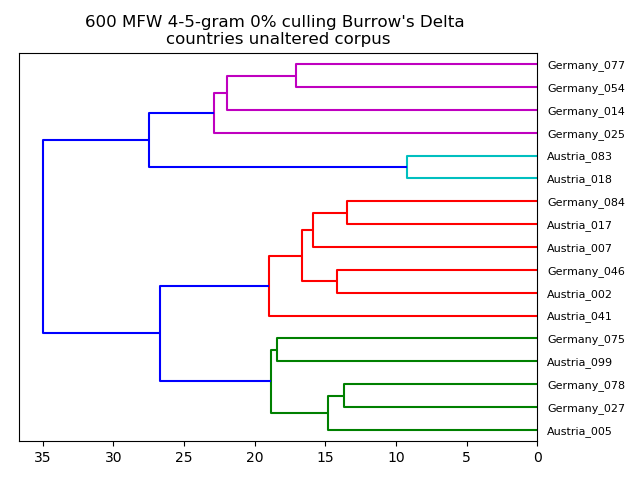 600 MFW 4-5-gram 0% culling Burrow's Delta
countries unaltered corpus
Germany_077
Germany_054
Germany_014
Germany_025
Austria_083
Austria_018
Germany_084
Austria_017
Austria_007
Germany_046
Austria_002
Austria_041
Germany_075
Austria_099
Germany_078
Germany_027
Austria_005
35 30 25 20 15 10 5 0